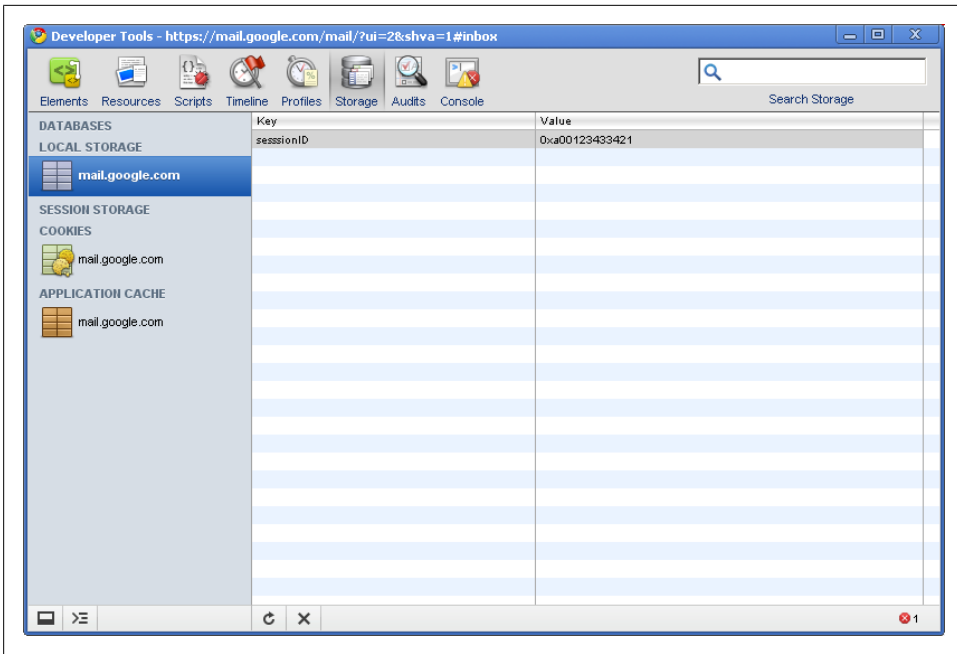 Developer Tools - https://mail.google.com/mail/?ui=2&shva=1#inbox
Elements Resources Scripts Timeline Profiles Storage Audits Console
Search Storage
DATABASES
LOCAL STORAGE
mail.google.com
SESSION STORAGE
COOKIES
mail.google.com
APPLICATION CACHE
mail.google.com
Key Value
sesssionID 0xa00123433421
1